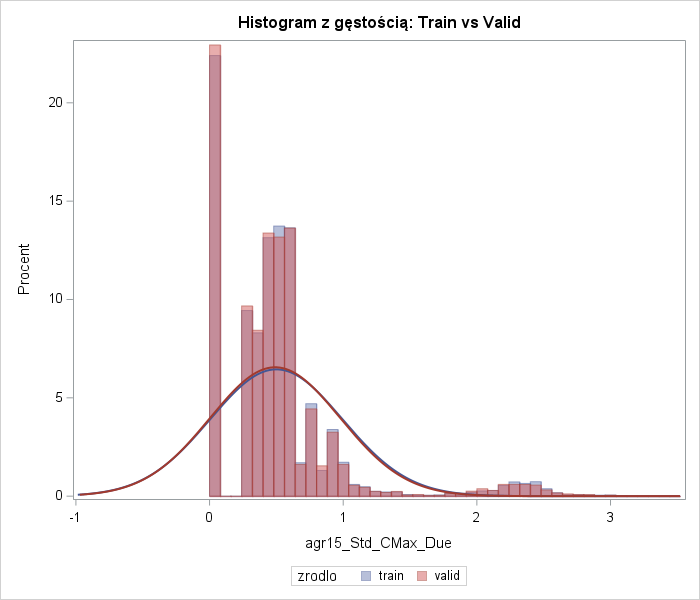 Histogram z gęstością: Train vs Valid
Procent
20
15
10
5
0
-1 0 1 2 3
agr15_Std_CMax_Due
zrodlo train valid